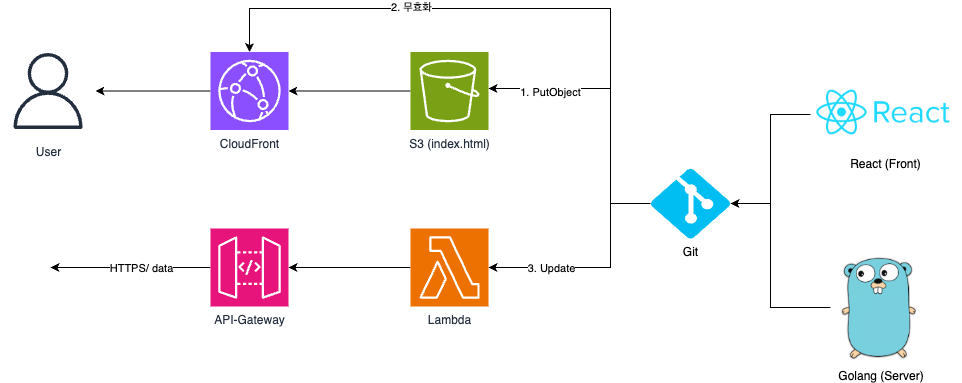 2. 무효화
User
CloudFront
S3 (index.html)
1. PutObject
React
React (Front)
Git
HTTPS/ data
API-Gateway
Lambda
3. Update
Golang (Server)